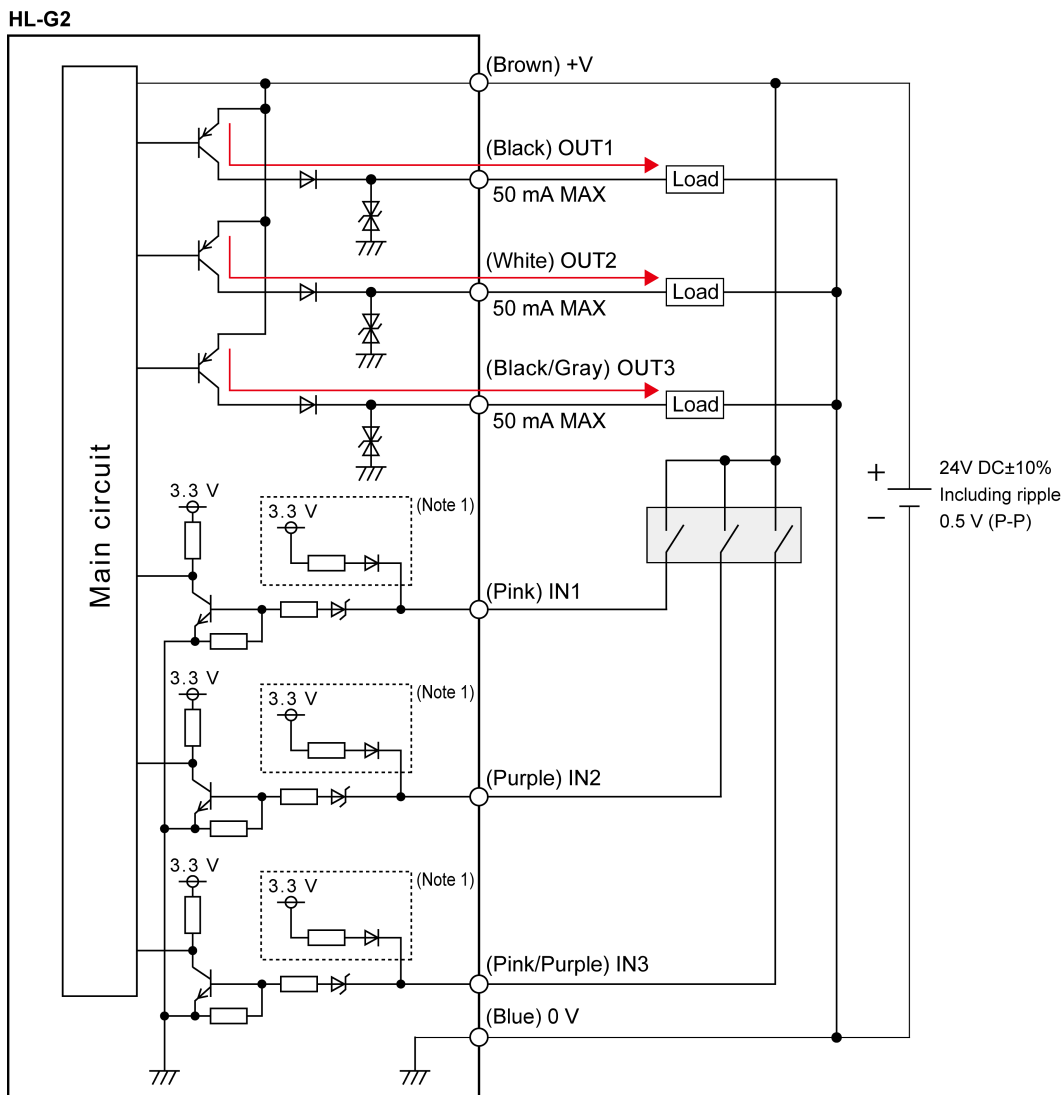 HL-G2
(Brown) +V
(Black) OUT1
Load
50 mA MAX
(White) OUT2
Load
50 mA MAX
(Black/Gray) OUT3
Load
50 mA MAX
Main circuit
24V DC±10%
Including ripple
0.5 V (P-P)
+
−
3.3 V
3.3 V
(Note 1)
(Pink) IN1
3.3 V
3.3 V
(Note 1)
(Purple) IN2
3.3 V
3.3 V
(Note 1)
(Pink/Purple) IN3
(Blue) 0 V